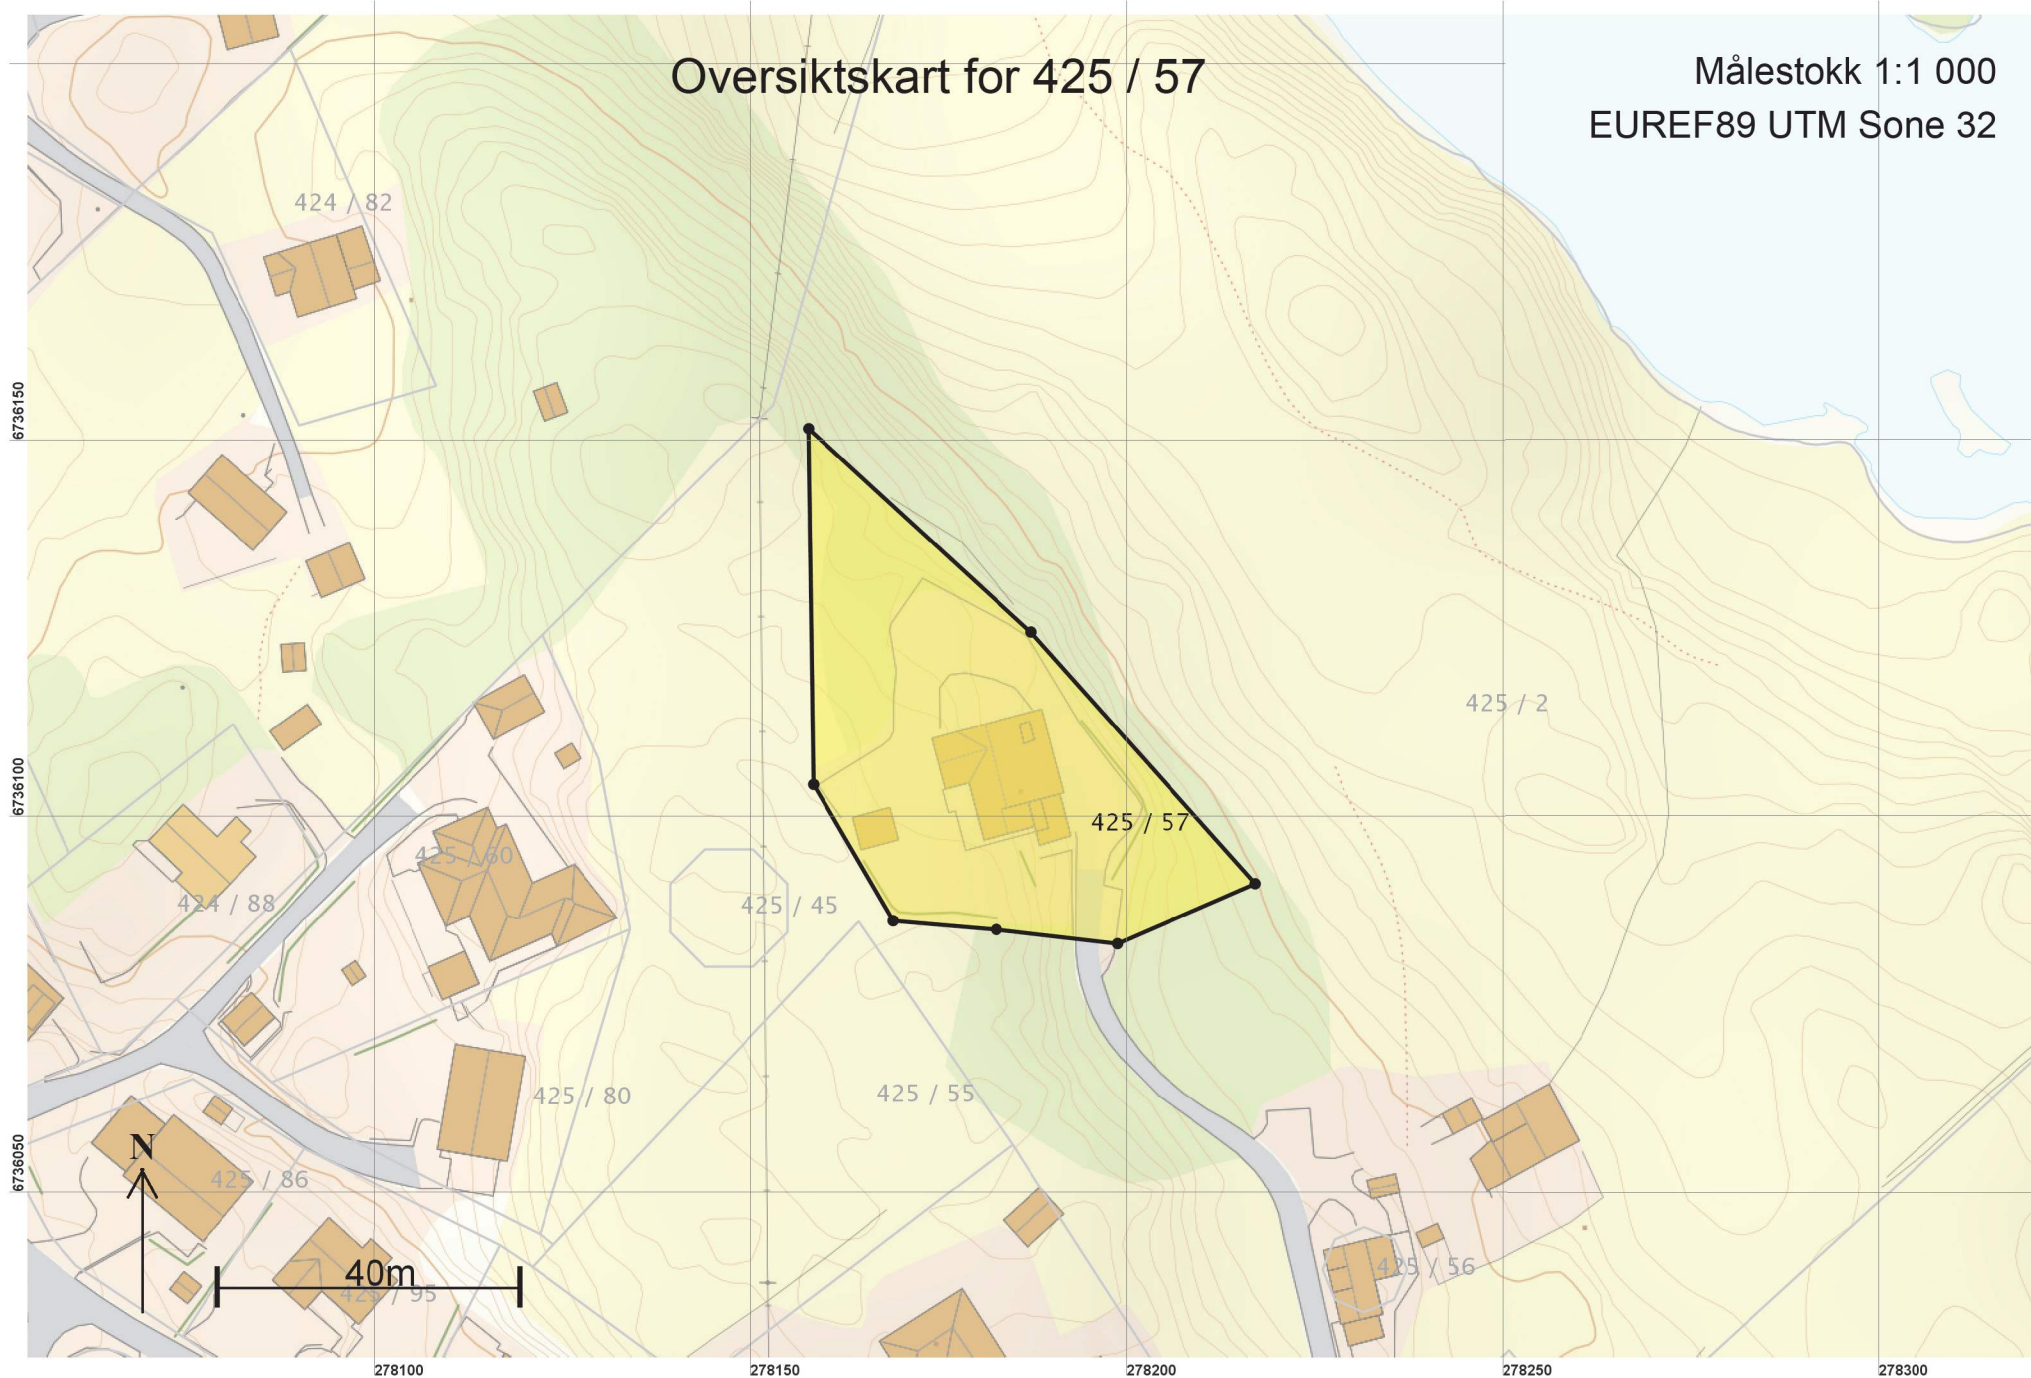 Oversiktskart for 425 / 57
Målestokk 1:1 000
EUREF89 UTM Sone 32
424 / 82
6736150
425 / 2
6736100
425 / 57
425 / 60
424 / 88
425 / 45
425 / 80
425 / 55
6736050
N
425 / 86
425 / 56
40m
425 / 95
278100
278150
278200
278250
278300